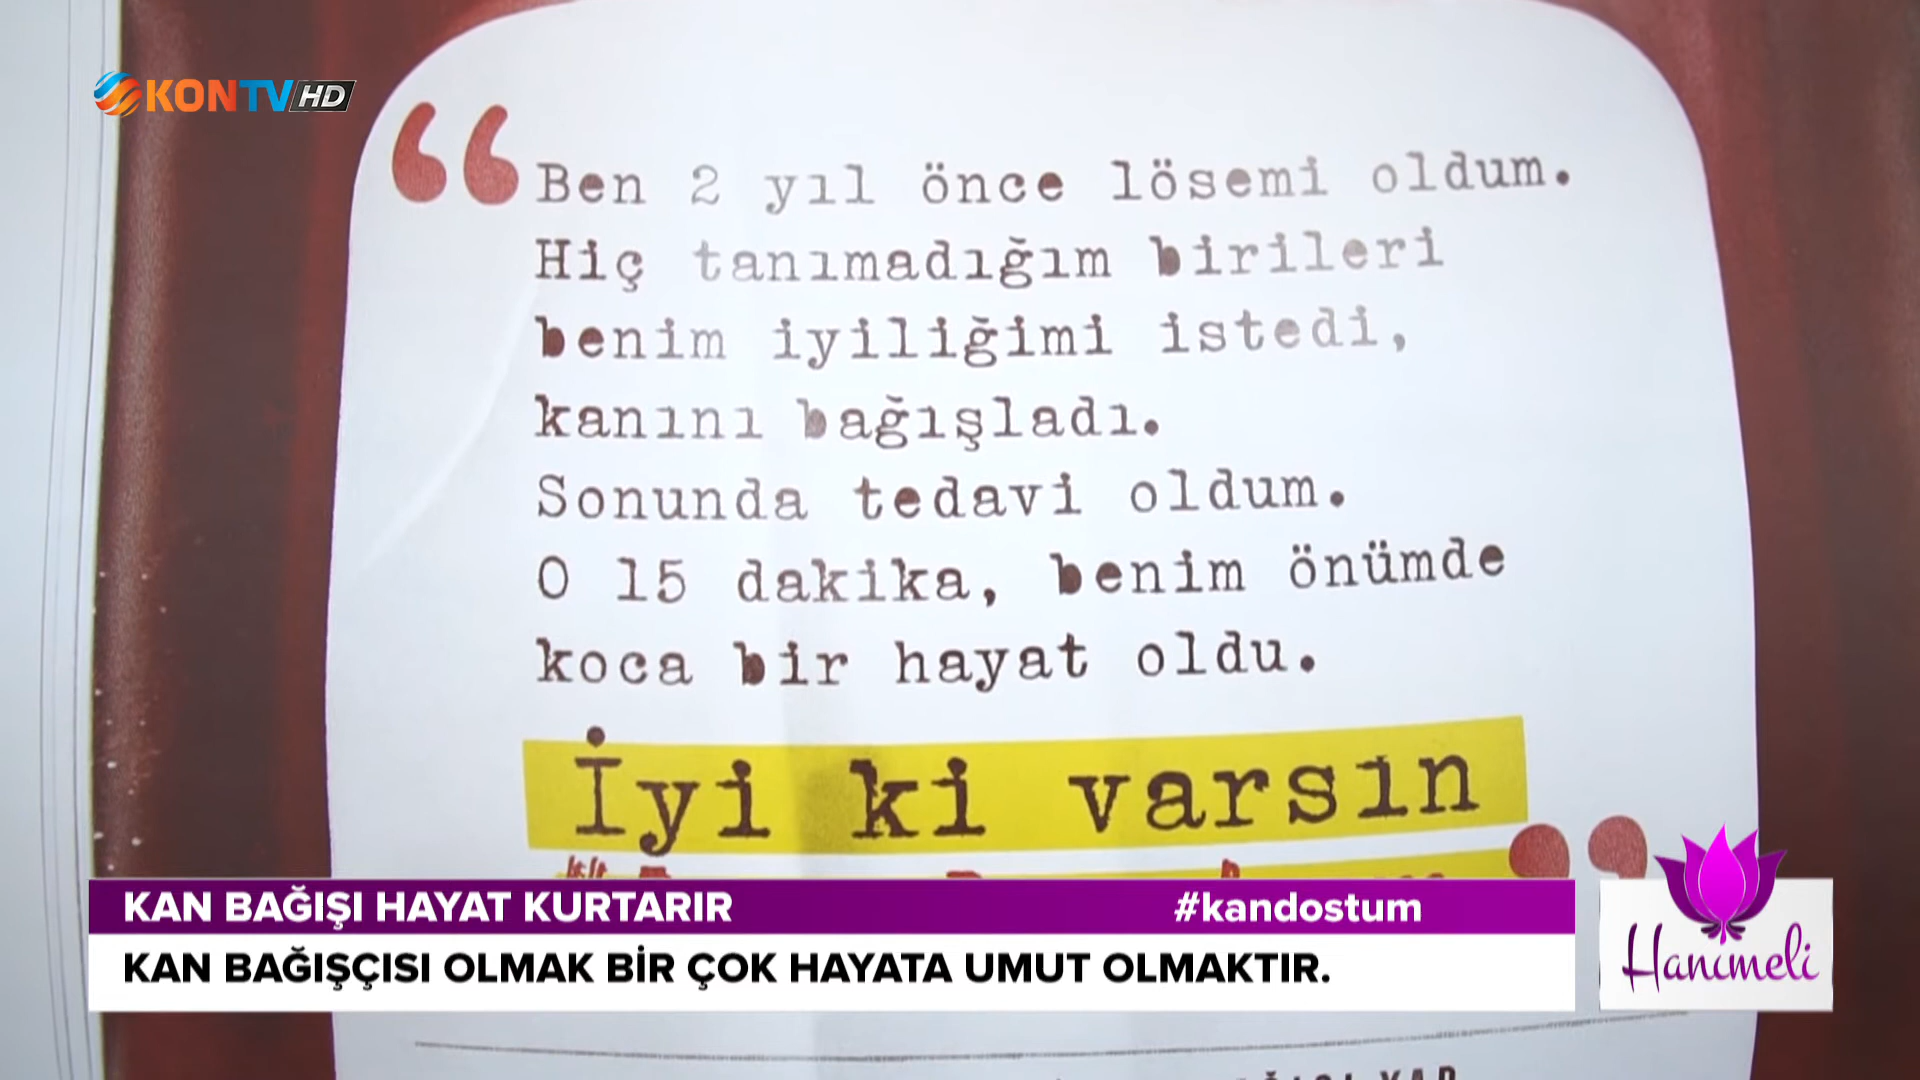 KONTV HD
Ben 2 yıl önce lösemi oldum.
Hiç tanımadığım birileri
benim iyiliğimi istedi,
kanını bağışladı.
Sonunda tedavi oldum.
O 15 dakika, benim önümde
koca bir hayat oldu.
İyi ki varsın
KAN BAĞIŞI HAYAT KURTARIR
#kandostum
KAN BAĞIŞÇISI OLMAK BİR ÇOK HAYATA UMUT OLMAKTIR.
Hanımeli